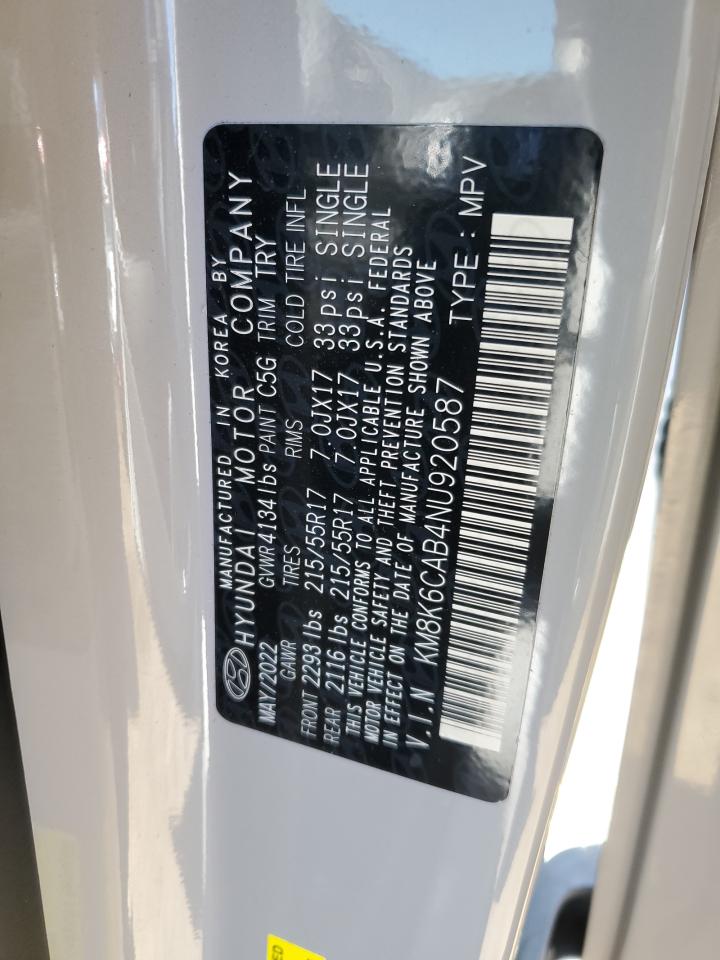 MANUFACTURED IN KOREA BY
HYUNDAI MOTOR COMPANY
MAY/2022 GVWR 4134 lbs PAINT C5G TRIM TRY
GAWR TIRES RIMS COLD TIRE INFL
FRONT 2293 lbs 215/55R17 7.0JX17 33 psi SINGLE
REAR 2116 lbs 215/55R17 7.0JX17 33 psi SINGLE
THIS VEHICLE CONFORMS TO ALL APPLICABLE U.S.A. FEDERAL
MOTOR VEHICLE SAFETY AND THEFT PREVENTION STANDARDS
IN EFFECT ON THE DATE OF MANUFACTURE SHOWN ABOVE
V.I.N KM8K6CAB4NU920587 TYPE : MPV